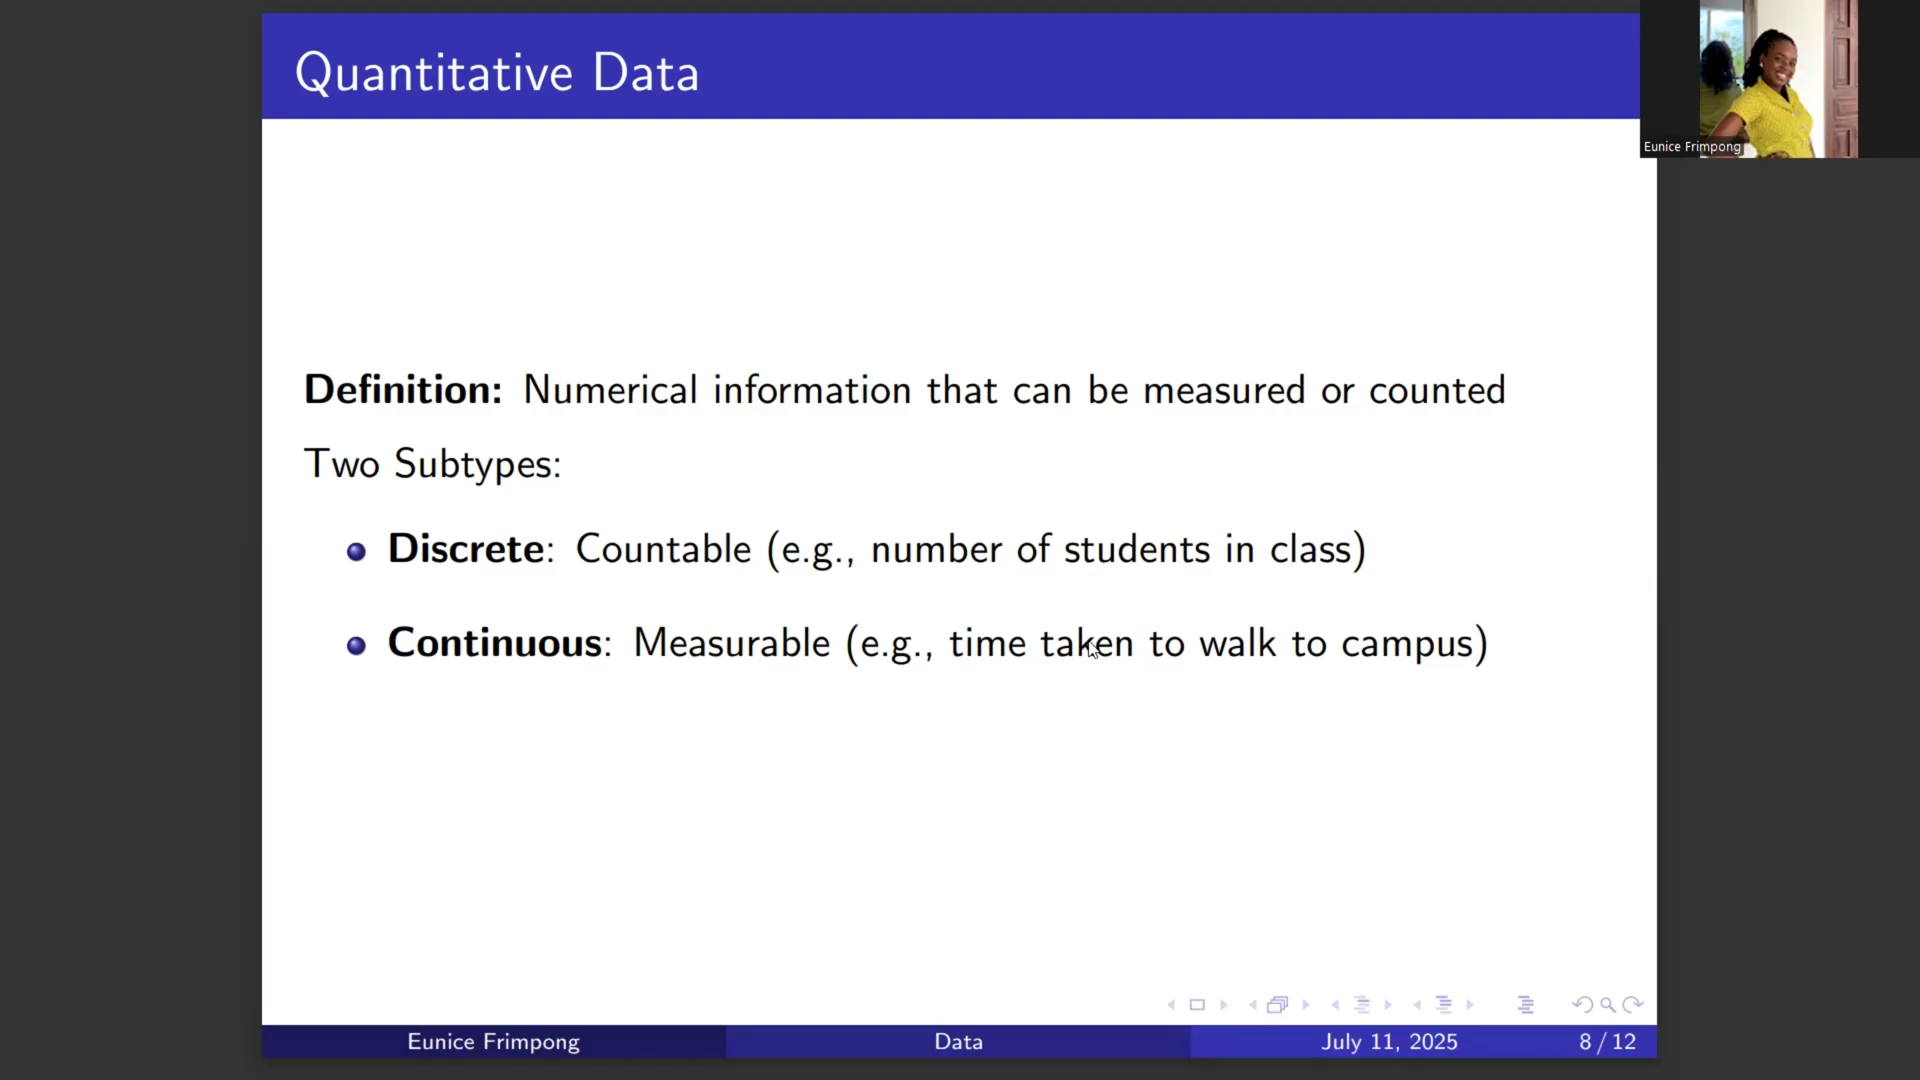 Quantitative Data
Eunice Frimpong
Definition: Numerical information that can be measured or counted
Two Subtypes:
Discrete: Countable (e.g., number of students in class)
Continuous: Measurable (e.g., time taken to walk to campus)
Eunice Frimpong Data July 11, 2025 8 / 12